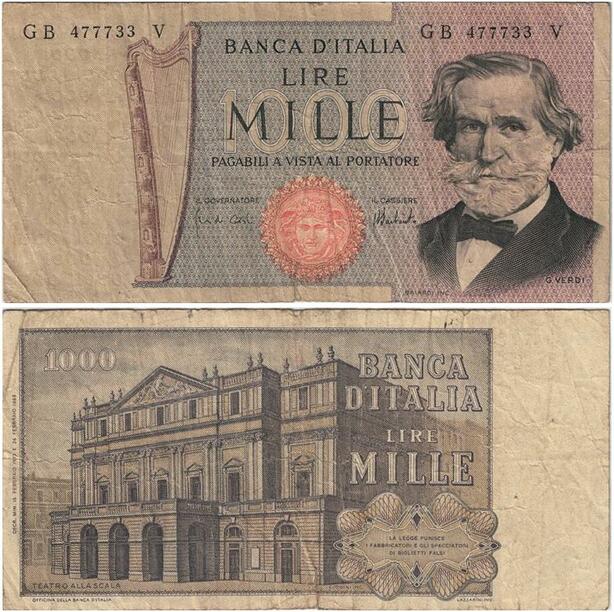 GB 477733 V
GB 477733 V
BANCA D'ITALIA
LIRE
1000
MILLE
PAGABILI A VISTA AL PORTATORE
IL GOVERNATORE
IL CASSIERE
G. VERDI
1000
BANCA
D'ITALIA
LIRE
MILLE
LA LEGGE PUNISCE
I FABBRICATORI E GLI SPACCIATORI
DI BIGLIETTI FALSI
TEATRO ALLA SCALA
OFFICINA DELLA BANCA D'ITALIA